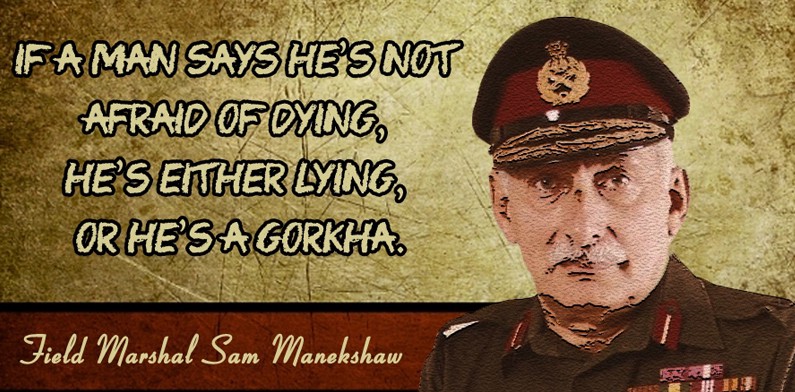 IF A MAN SAYS HE'S NOT
AFRAID OF DYING,
HE'S EITHER LYING,
OR HE'S A GORKHA.
Field Marshal Sam Manekshaw